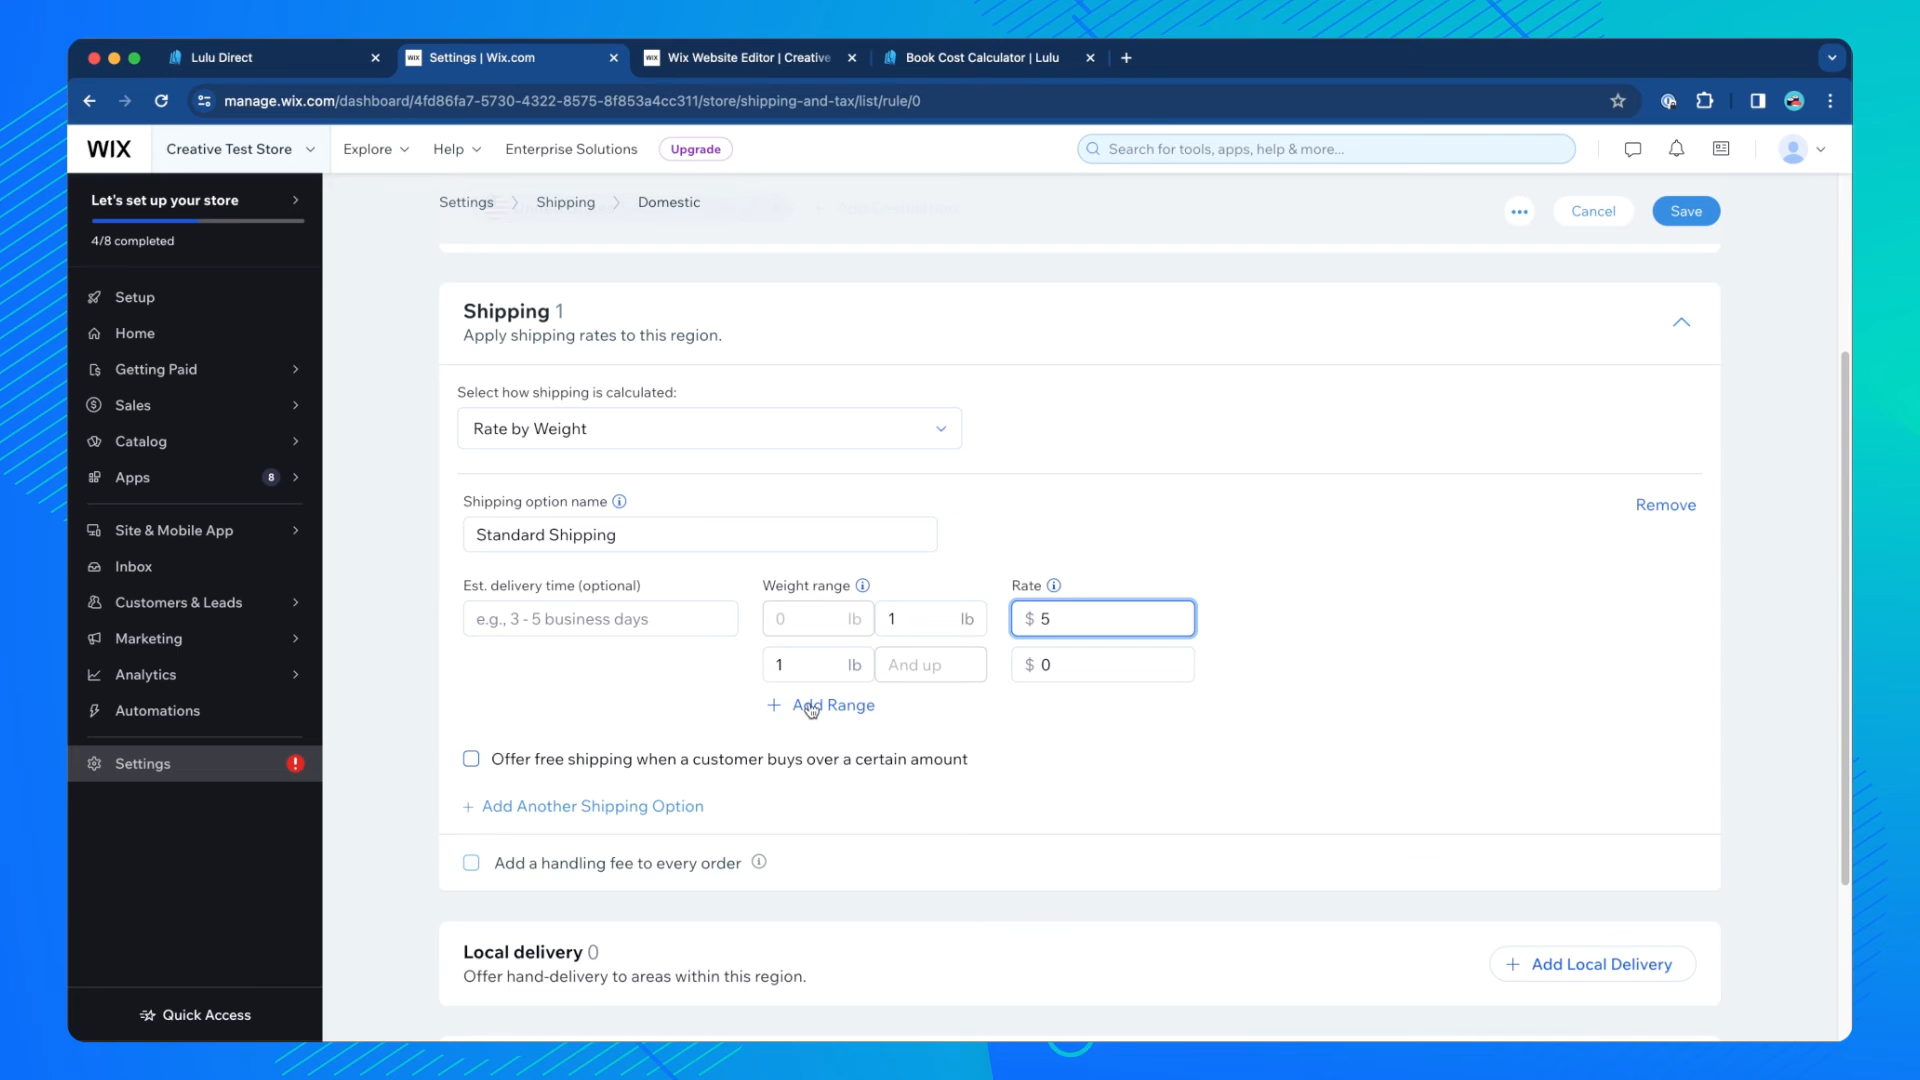 Lulu Direct
WIX Settings | Wix.com
WIX Wix Website Editor | Creative
Book Cost Calculator | Lulu
manage.wix.com/dashboard/4fd86fa7-5730-4322-8575-8f853a4cc311/store/shipping-and-tax/list/rule/0
WIX
Creative Test Store
Explore
Help
Enterprise Solutions
Upgrade
Search for tools, apps, help & more...
Let's set up your store
4/8 completed
Setup
Home
Getting Paid
Sales
Catalog
Apps 8
Site & Mobile App
Inbox
Customers & Leads
Marketing
Analytics
Automations
Settings
Quick Access
Settings > Shipping > Domestic
Cancel
Save
Shipping 1
Apply shipping rates to this region.
Select how shipping is calculated:
Rate by Weight
Shipping option name
Remove
Standard Shipping
Est. delivery time (optional) Weight range Rate
e.g., 3 - 5 business days 0 lb 1 lb $ 5
1 lb And up $ 0
+ Add Range
Offer free shipping when a customer buys over a certain amount
+ Add Another Shipping Option
Add a handling fee to every order
Local delivery 0
Offer hand-delivery to areas within this region.
+ Add Local Delivery